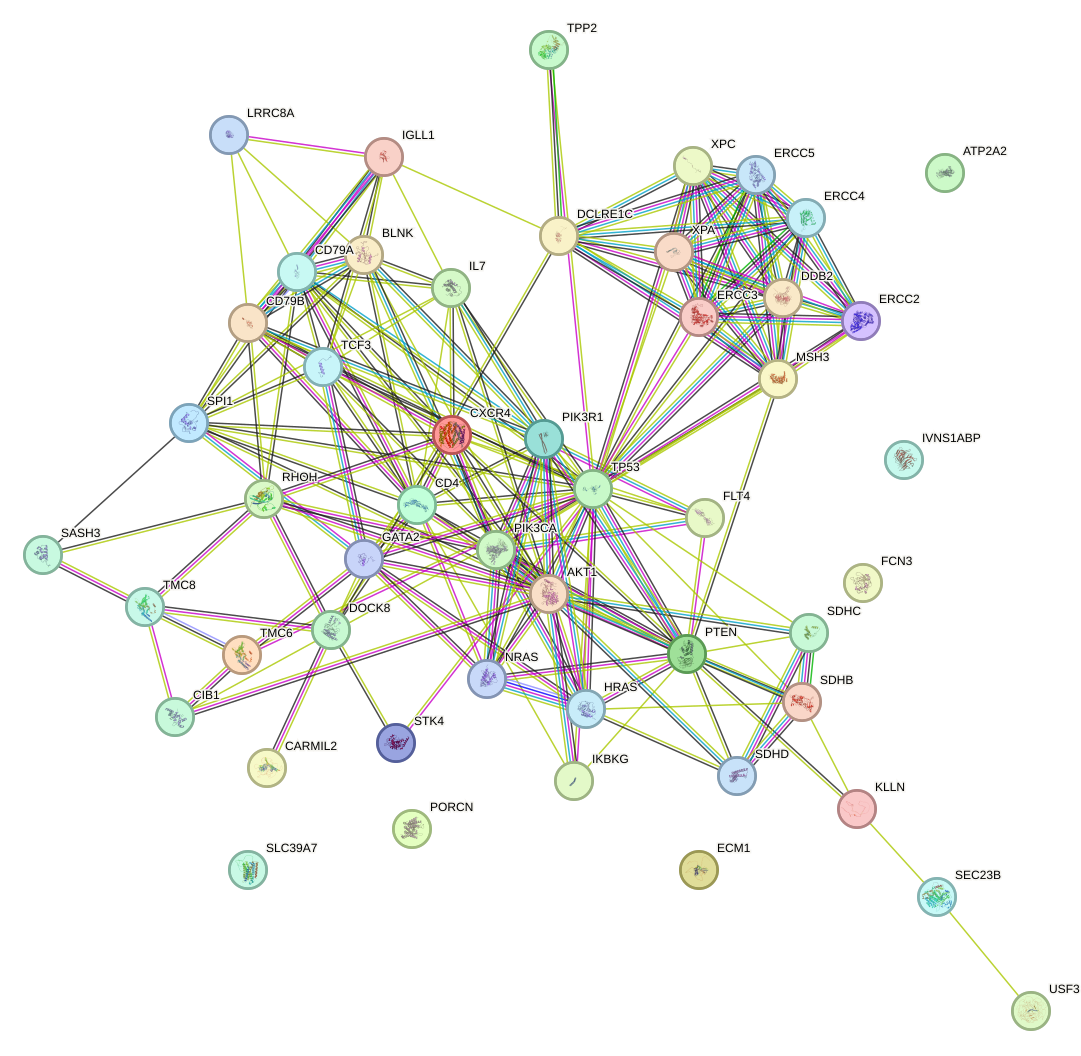 TPP2
LRRC8A
IGLL1
XPC
ERCC5
ATP2A2
ERCC4
DCLRE1C
XPA
BLNK
CD79A
IL7
DDB2
ERCC3
ERCC2
CD79B
TCF3
MSH3
SPI1
CXCR4
PIK3R1
IVNS1ABP
TP53
RHOH
CD4
FLT4
PIK3CA
SASH3
GATA2
FCN3
AKT1
TMC8
DOCK8
SDHC
TMC6
PTEN
NRAS
SDHB
HRAS
CIB1
STK4
CARMIL2
IKBKG
SDHD
KLLN
PORCN
SLC39A7
ECM1
SEC23B
USF3